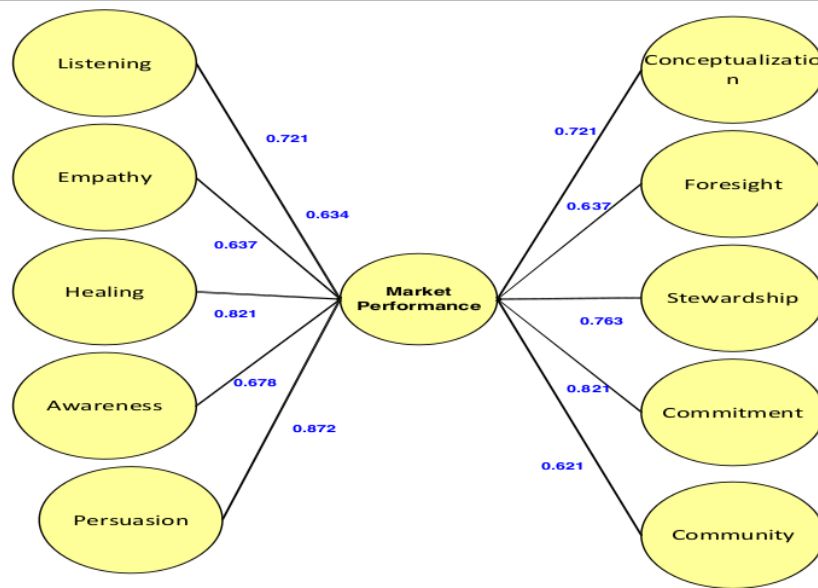 Listening
Empathy
Healing
Awareness
Persuasion
0.721
0.634
0.637
0.821
0.678
0.872
Market
Performance
0.721
0.637
0.763
0.821
0.621
Conceptualizatio
n
Foresight
Stewardship
Commitment
Community